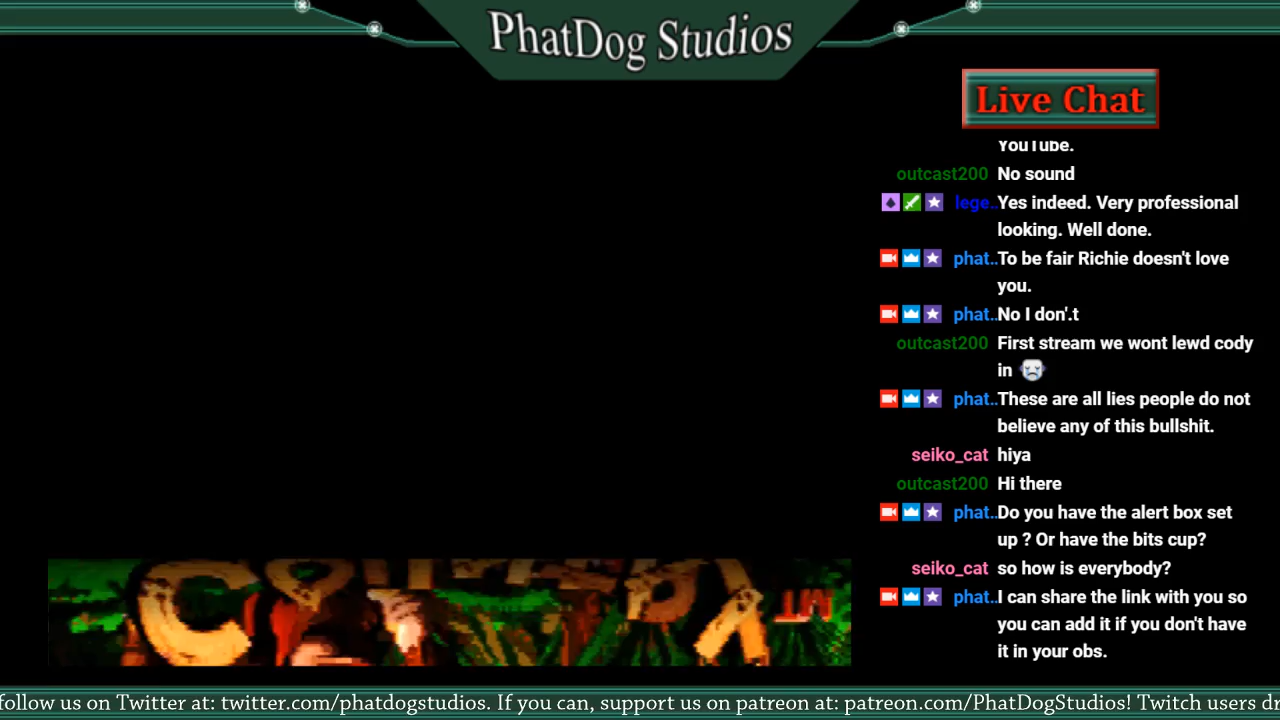 PhatDog Studios
Live Chat
YouTube.
outcast200 No sound
lege.. Yes indeed. Very professional
looking. Well done.
phat.. To be fair Richie doesn't love
you.
phat.. No I don'.t
outcast200 First stream we wont lewd cody
in
phat.. These are all lies people do not
believe any of this bullshit.
seiko_cat hiya
outcast200 Hi there
phat.. Do you have the alert box set
up ? Or have the bits cup?
seiko_cat so how is everybody?
phat.. I can share the link with you so
you can add it if you don't have
it in your obs.
follow us on Twitter at: twitter.com/phatdogstudios. If you can, support us on patreon at: patreon.com/PhatDogStudios! Twitch users